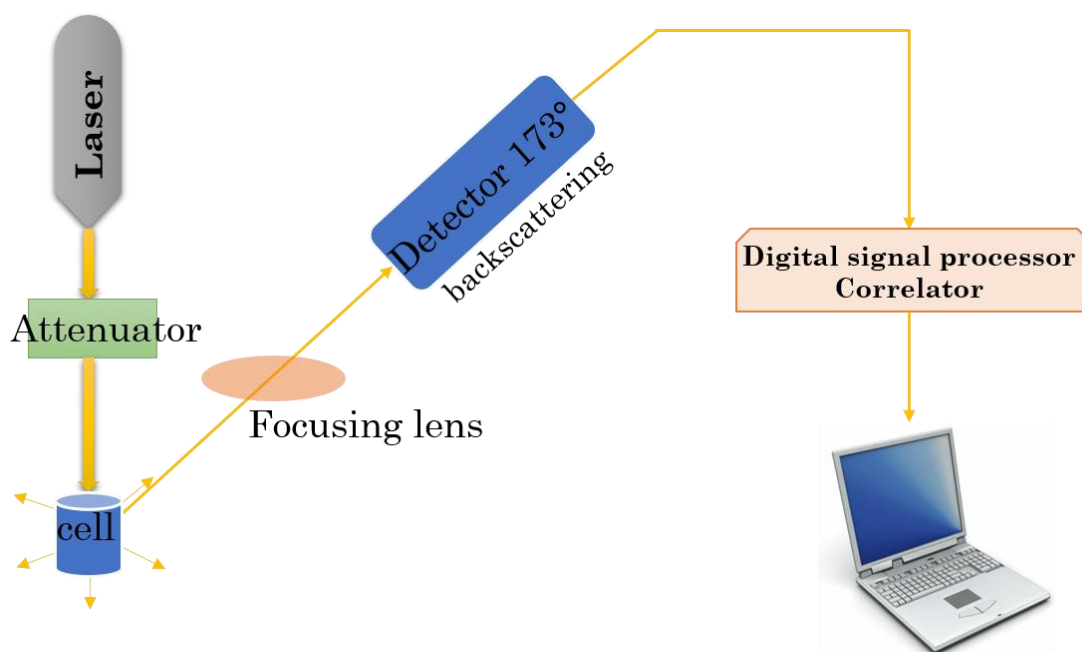 Laser
Attenuator
cell
Focusing lens
Detector 173°
backscattering
Digital signal processor
Correlator